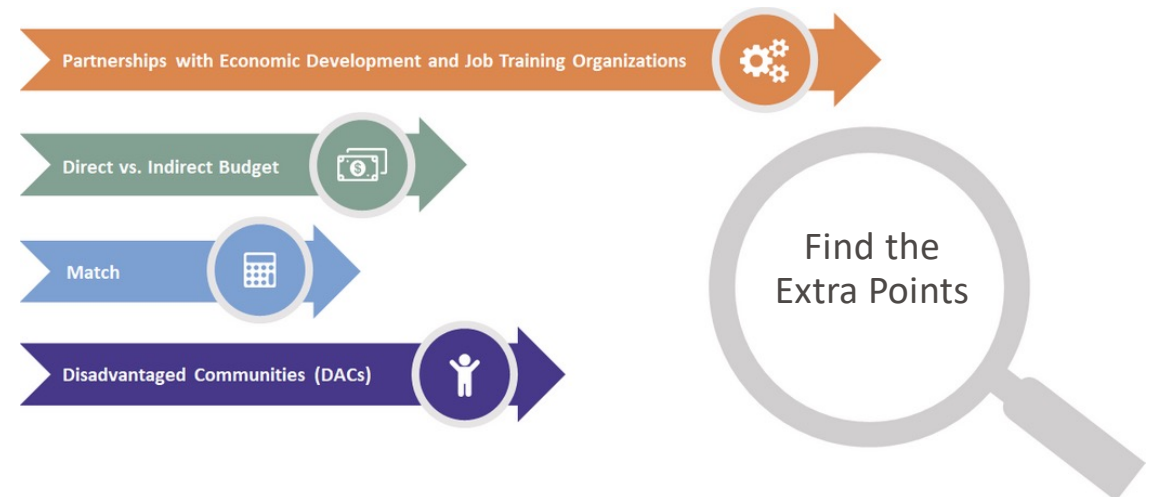 Partnerships with Economic Development and Job Training Organizations
Direct vs. Indirect Budget
Match
Disadvantaged Communities (DACs)
Find the
Extra Points